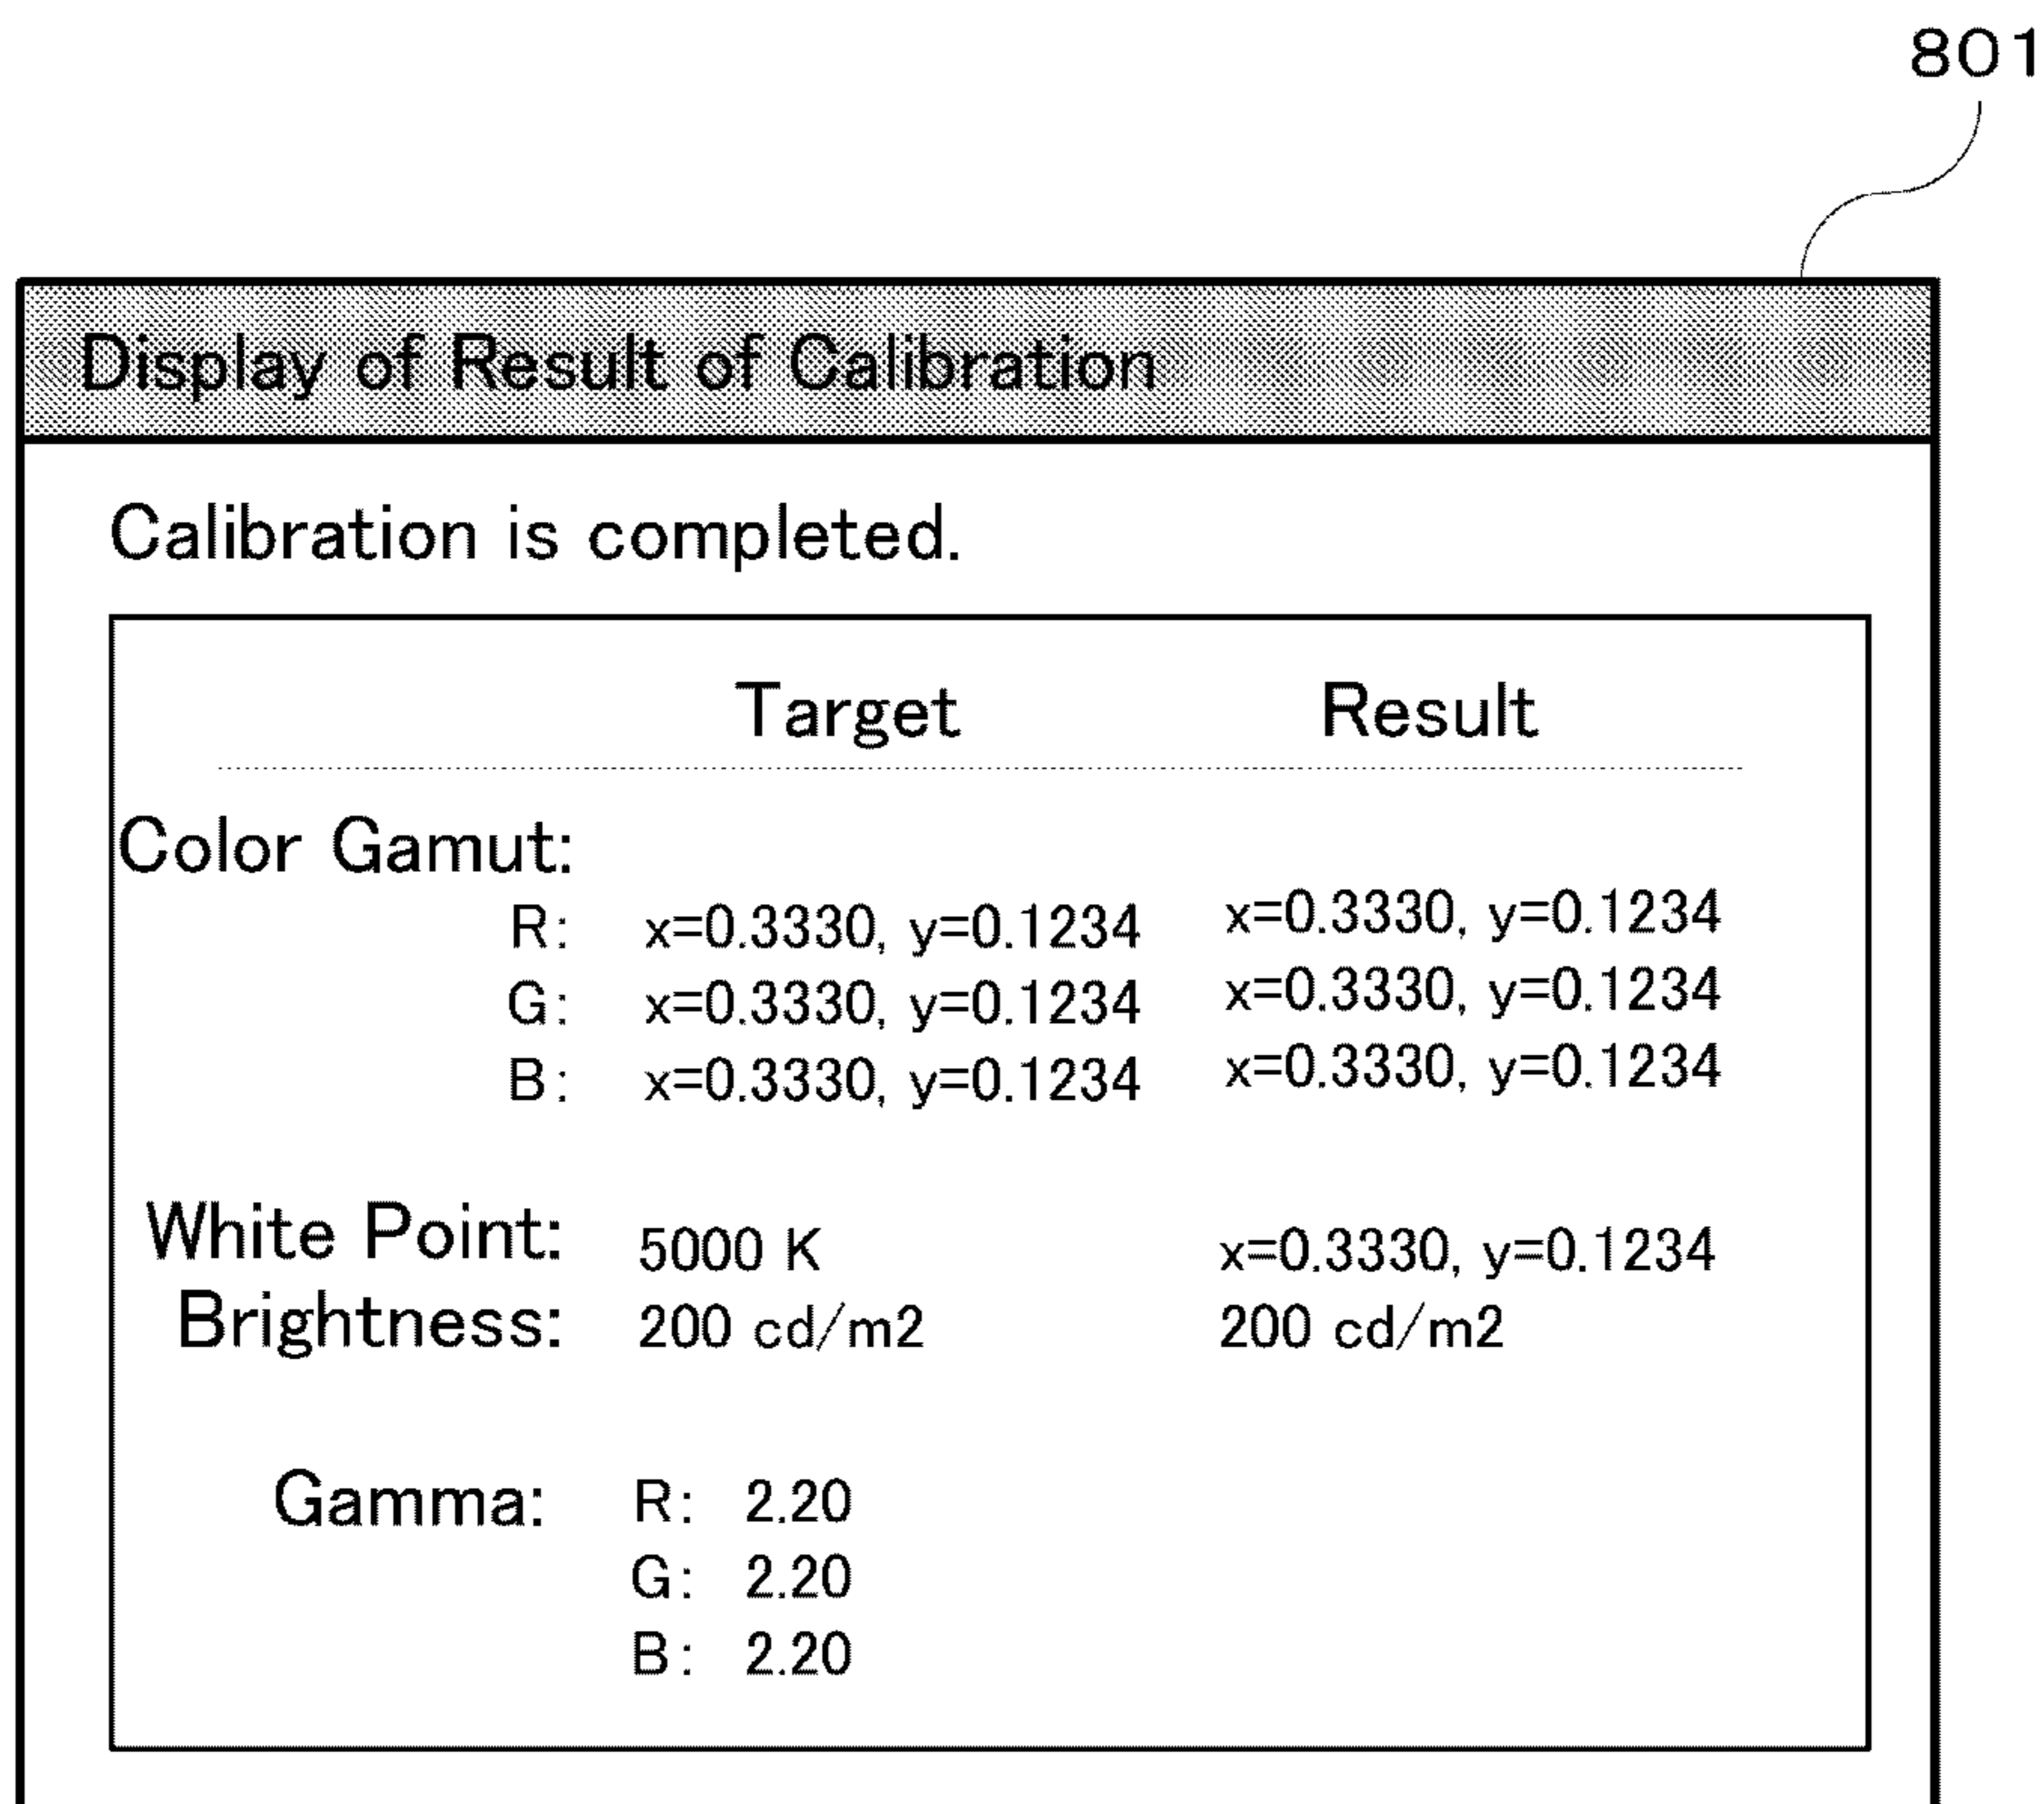 801
Display of Result of Calibration
Calibration is completed.
Target Result
Color Gamut:
R: x=0.3330, y=0.1234 x=0.3330, y=0.1234
G: x=0.3330, y=0.1234 x=0.3330, y=0.1234
B: x=0.3330, y=0.1234 x=0.3330, y=0.1234
White Point: 5000 K x=0.3330, y=0.1234
Brightness: 200 cd/m2 200 cd/m2
Gamma: R: 2.20
G: 2.20
B: 2.20